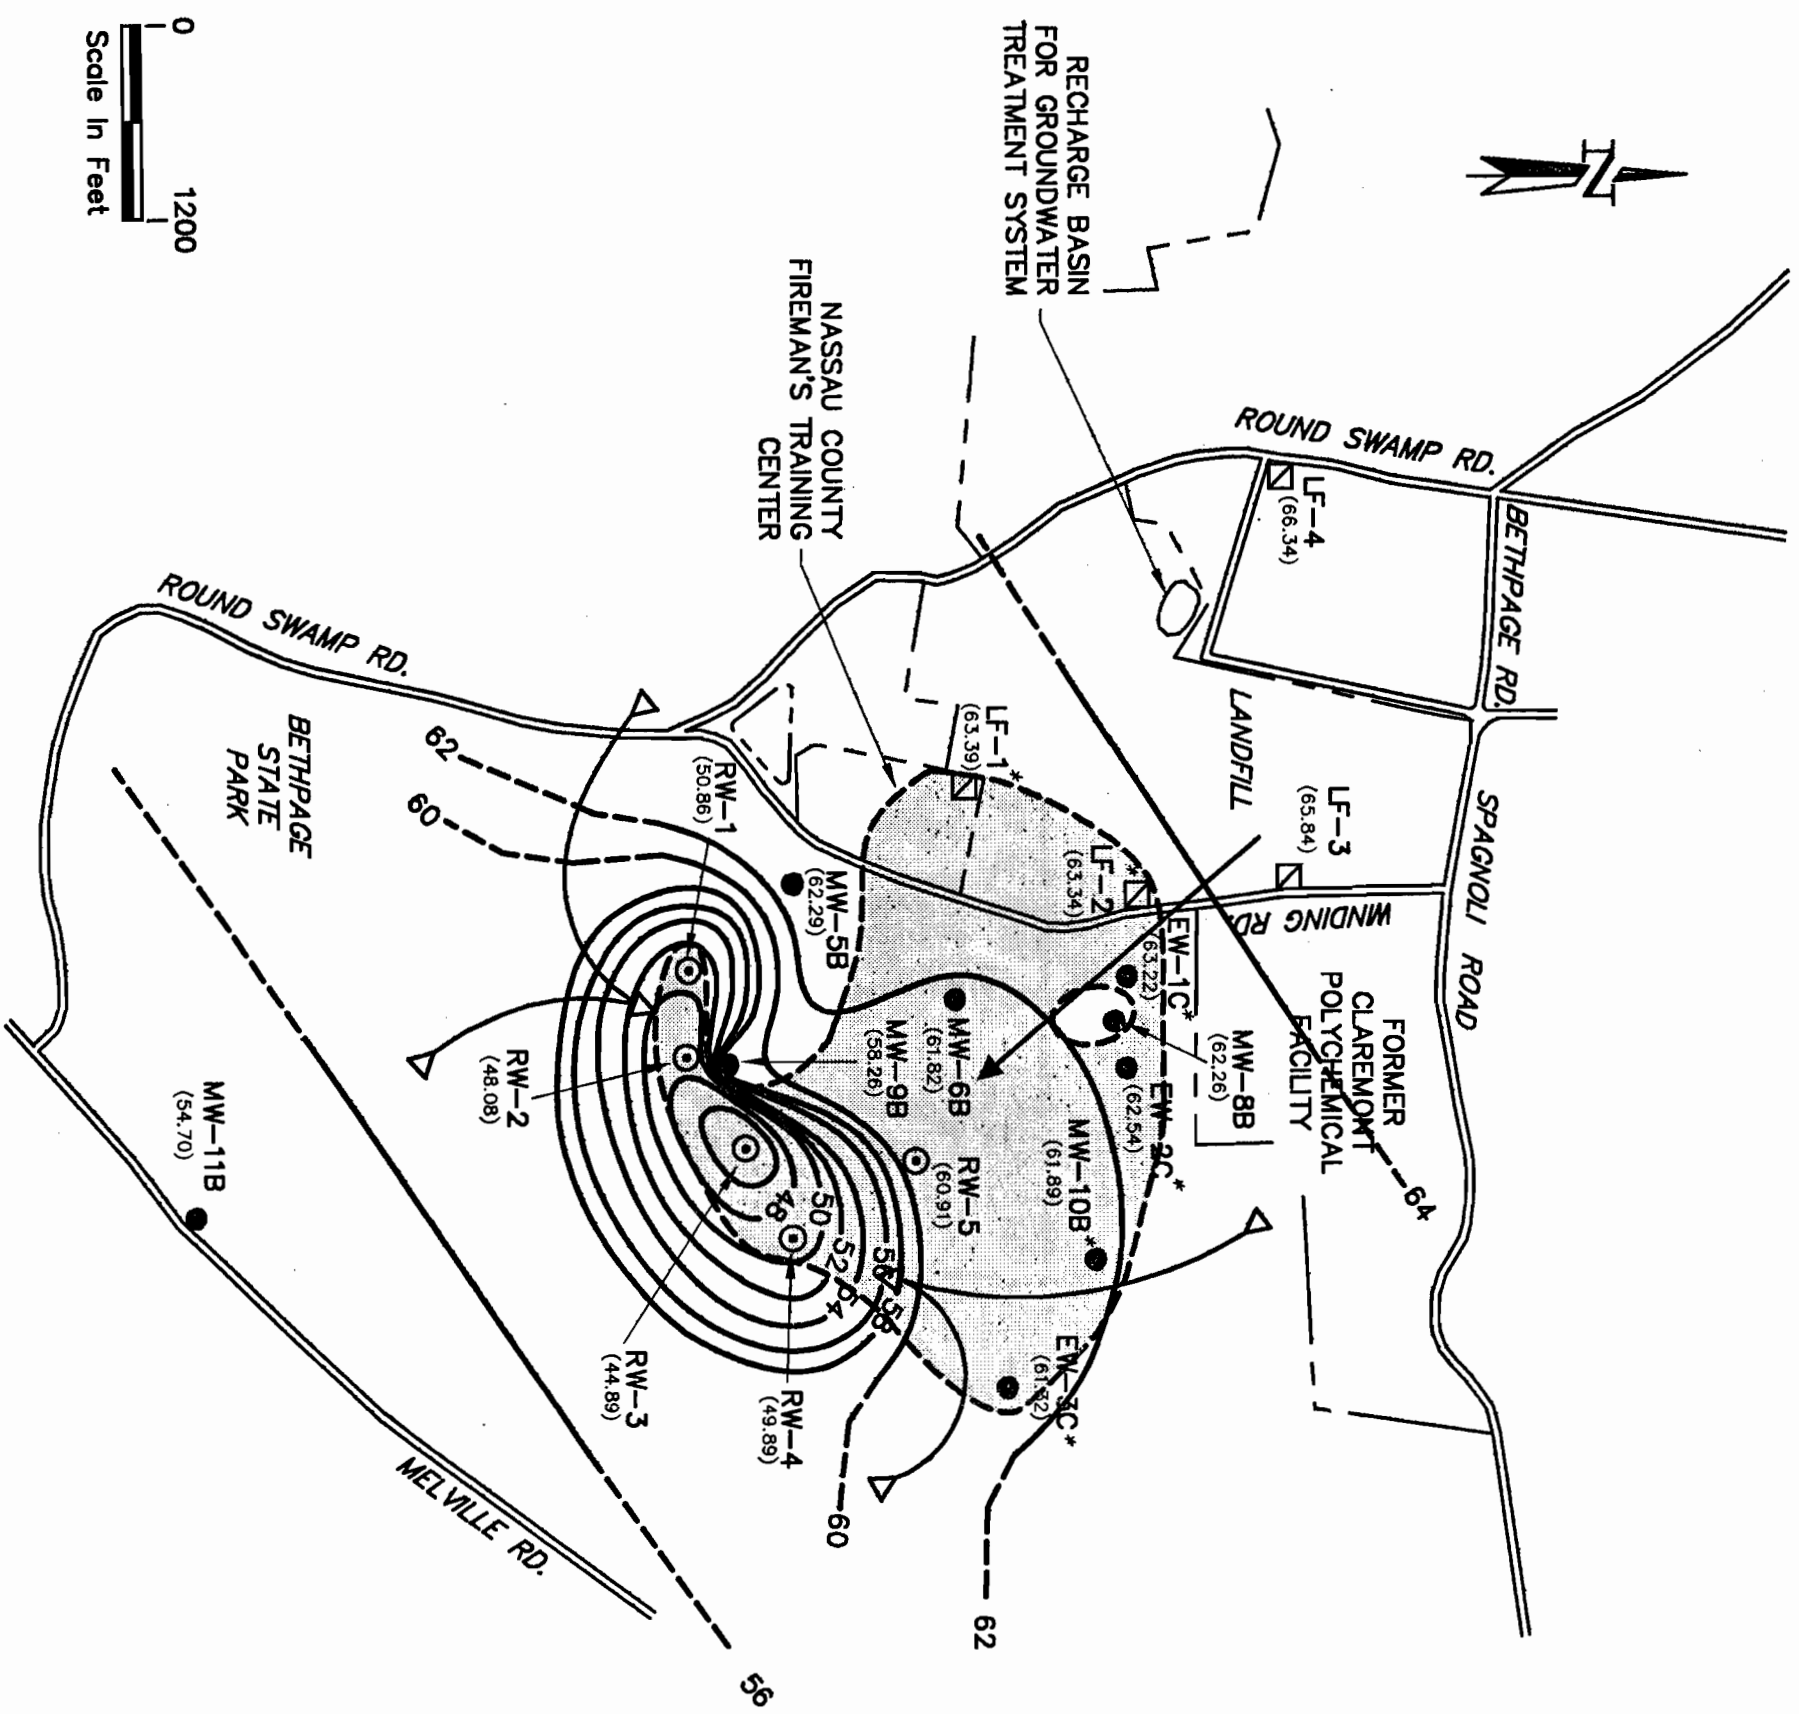 N
RECHARGE BASIN
FOR GROUNDWATER
TREATMENT SYSTEM
ROUND SWAMP RD.
BETHPAGE RD.
LF-4
(66.34)
LANDFILL
LF-3
(65.84)
SPAGNOLI ROAD
WINDING RD.
FORMER
CLAREMONT
POLYCHEMICAL
FACILITY
64
NASSAU COUNTY
FIREMAN'S TRAINING
CENTER
LF-1*
(63.39)
LF-2
*
(63.34)
EW-1C*
(63.22)
MW-8B
(62.26)
EW-2C*
(62.54)
MW-10B*
(61.89)
EW-3C*
(61.32)
MW-6B
(61.82)
RW-5
(60.91)
MW-9B
(58.26)
MW-5B
(62.29)
RW-1
(50.86)
RW-2
(48.08)
RW-3
(44.89)
RW-4
(49.89)
48
50
52
54
56
58
60
62
62
60
56
ROUND SWAMP RD.
BETHPAGE
STATE
PARK
MW-11B
(54.70)
MELVILLE RD.
0
1200
Scale In Feet